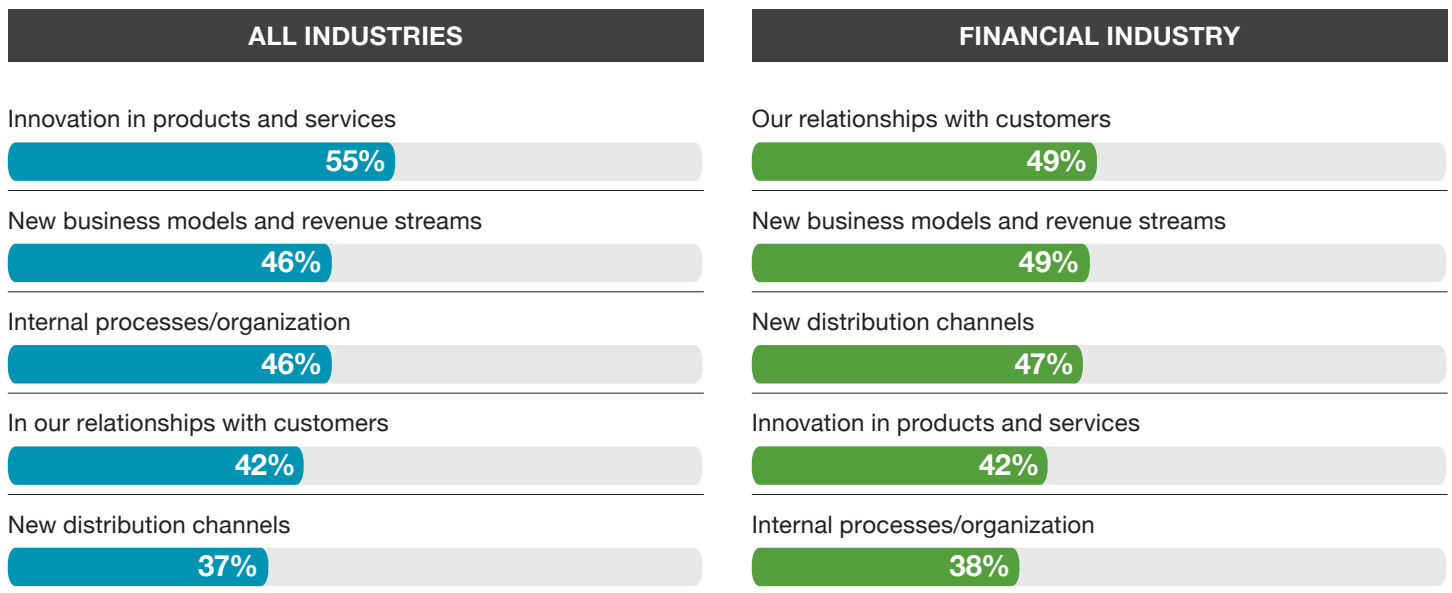 ALL INDUSTRIES
Innovation in products and services
55%
New business models and revenue streams
46%
Internal processes/organization
46%
In our relationships with customers
42%
New distribution channels
37%
FINANCIAL INDUSTRY
Our relationships with customers
49%
New business models and revenue streams
49%
New distribution channels
47%
Innovation in products and services
42%
Internal processes/organization
38%